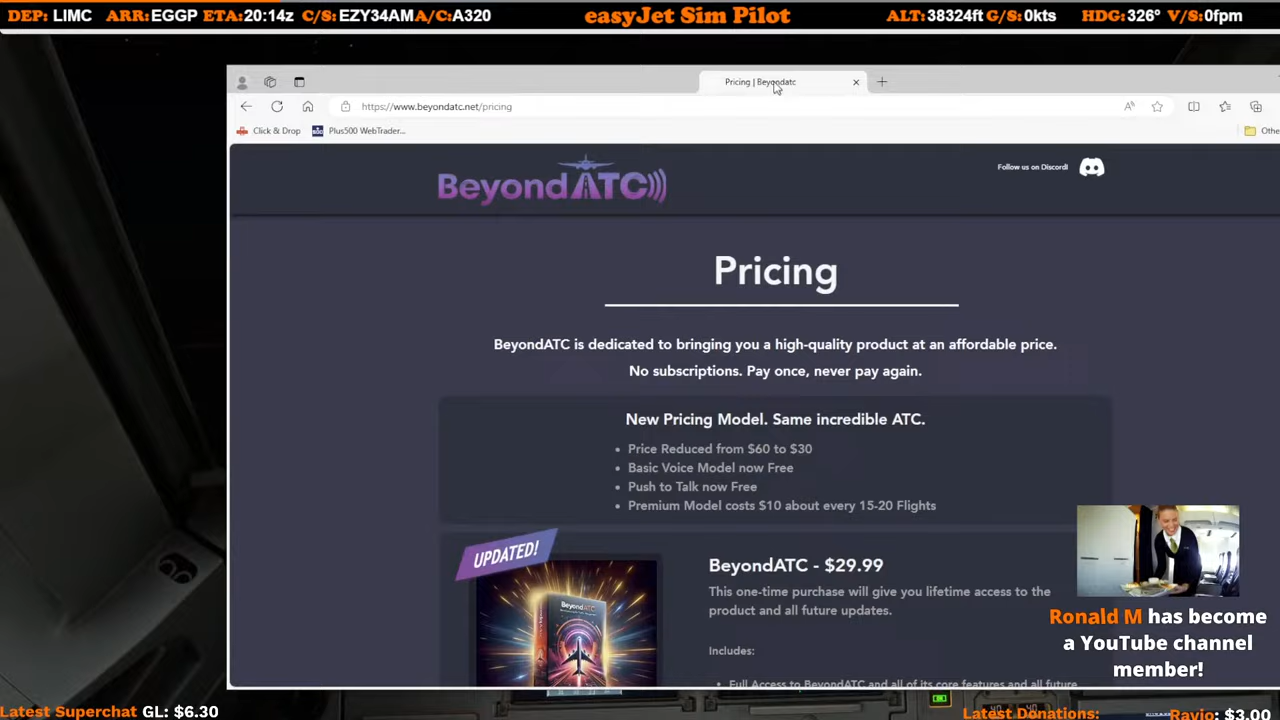 DEP: LIMC ARR:EGGP ETA:20:14z C/S:EZY34AM A/C:A320 easyJet Sim Pilot ALT:38324ft G/S:0kts HDG:326° V/S:0fpm
Pricing | Beyondatc
https://www.beyondatc.net/pricing
Click & Drop Plus500 WebTrader... Othe
BeyondATC
Follow us on Discord!
Pricing
BeyondATC is dedicated to bringing you a high-quality product at an affordable price.
No subscriptions. Pay once, never pay again.
New Pricing Model. Same incredible ATC.
• Price Reduced from $60 to $30
• Basic Voice Model now Free
• Push to Talk now Free
• Premium Model costs $10 about every 15-20 Flights
UPDATED!
BeyondATC
BeyondATC - $29.99
This one-time purchase will give you lifetime access to the
product and all future updates.
Includes:
• Full Access to BeyondATC and all of its core features and all future
Ronald M has become
a YouTube channel
member!
Latest Superchat GL: $6.30
Latest Donations: Ravio: $3.00